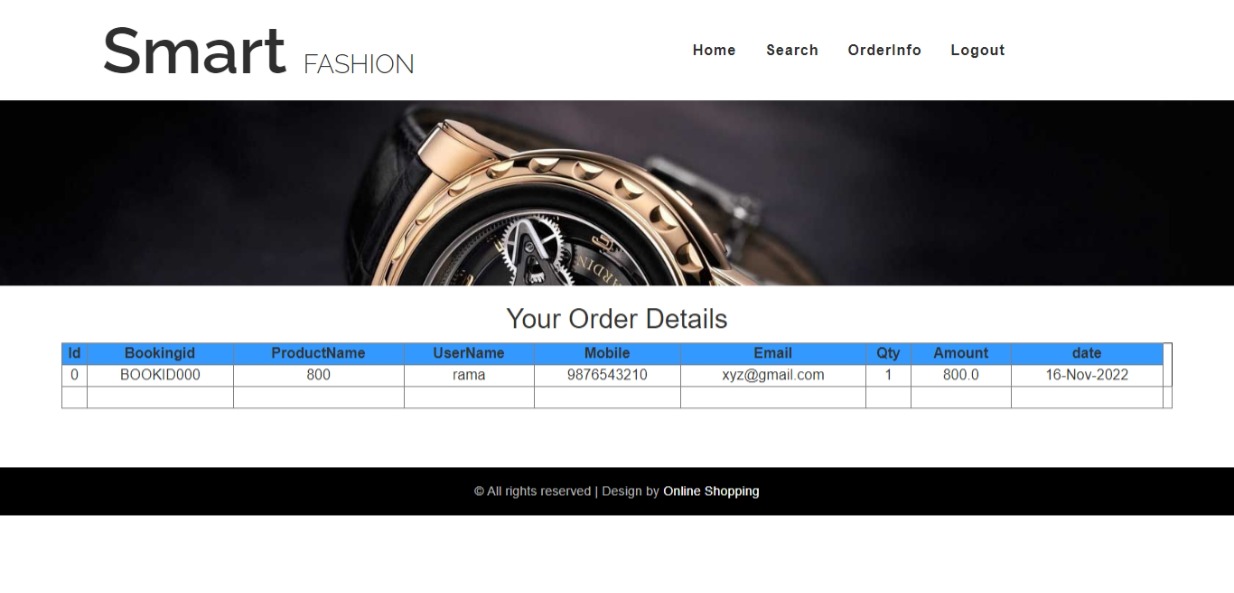 Smart FASHION
Home Search OrderInfo Logout
Your Order Details
Id Bookingid ProductName UserName Mobile Email Qty Amount date
0 BOOKID000 800 rama 9876543210 xyz@gmail.com 1 800.0 16-Nov-2022
© All rights reserved | Design by Online Shopping